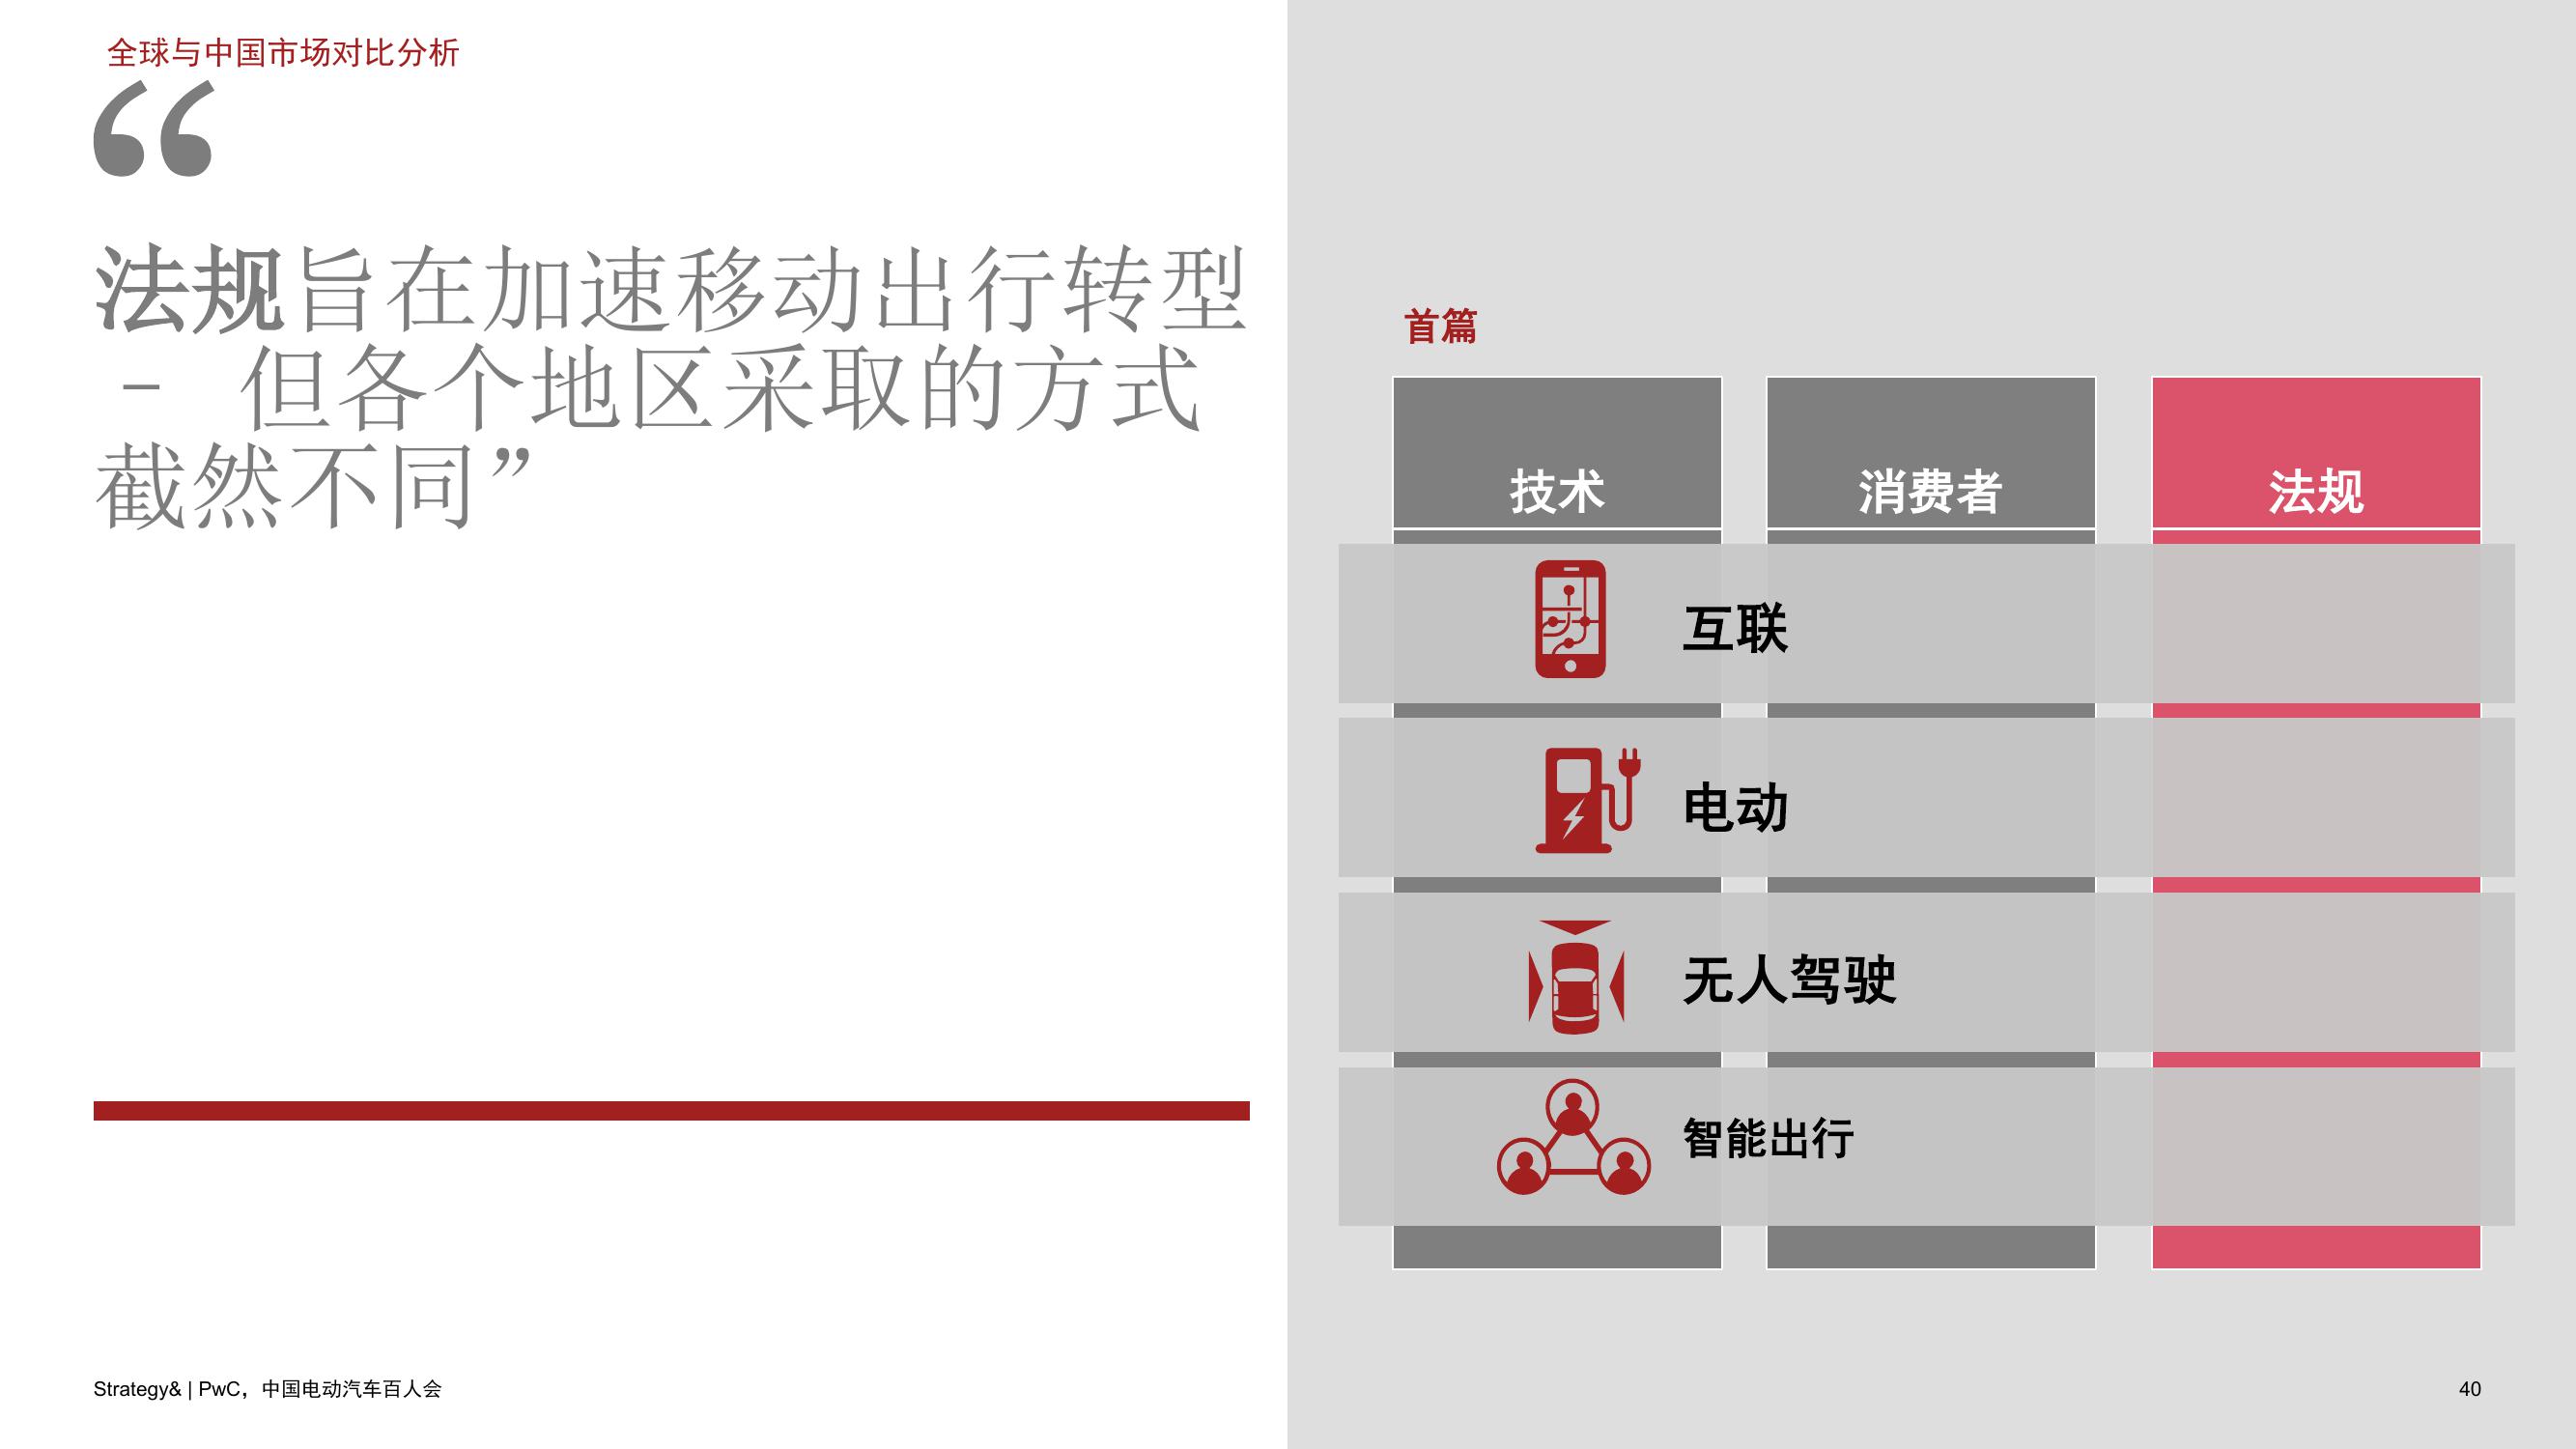 全球与中国市场对比分析
“
法规旨在加速移动出行转型
– 但各个地区采取的方式
截然不同”
首篇
技术
消费者
法规
互联
电动
无人驾驶
智能出行
Strategy& | PwC，中国电动汽车百人会
40